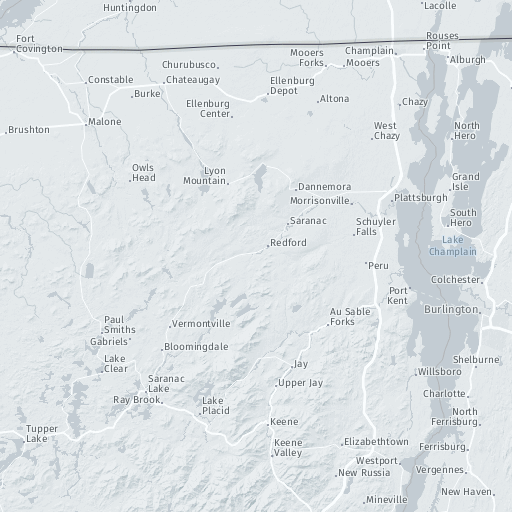 Huntingdon
Lacolle
Fort
Covington
Rouses
Point
Champlain
Mooers
Forks
Mooers
Alburgh
Churubusco
Constable
Chateaugay
Ellenburg
Depot
Burke
Altona
Chazy
Ellenburg
Center
Malone
Brushton
West
Chazy
North
Hero
Owls
Head
Lyon
Mountain
Dannemora
Grand
Isle
Morrisonville
Plattsburgh
Saranac
Schuyler
Falls
South
Hero
Redford
Lake
Champlain
Peru
Colchester
Port
Kent
Burlington
Au Sable
Forks
Paul
Smiths
Vermontville
Gabriels
Bloomingdale
Lake
Clear
Jay
Shelburne
Willsboro
Saranac
Lake
Upper Jay
Charlotte
Ray Brook
Lake
Placid
North
Ferrisburg
Keene
Tupper
Lake
Keene
Valley
Elizabethtown
Ferrisburg
Westport
Vergennes
New Russia
New Haven
Mineville